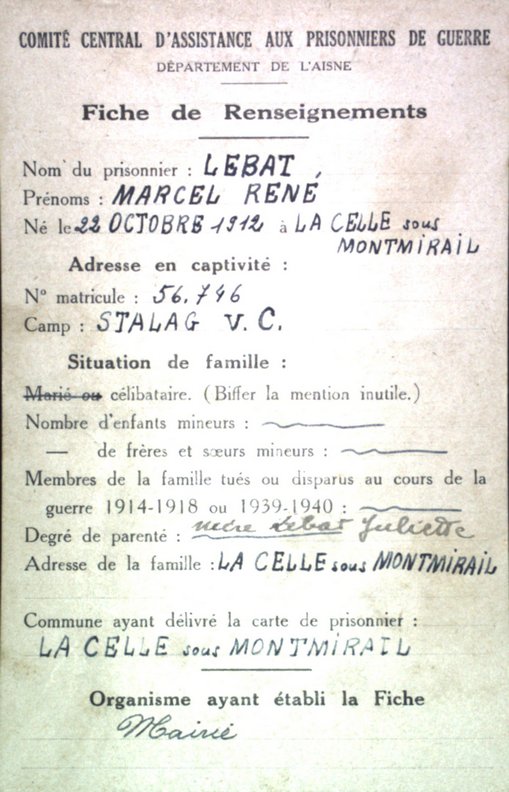 COMITÉ CENTRAL D'ASSISTANCE AUX PRISONNIERS DE GUERRE
DÉPARTEMENT DE L'AISNE
Fiche de Renseignements
Nom du prisonnier : LEBAT
Prénoms : MARCEL RENÉ
Né le 22 OCTOBRE 1912 à LA CELLE sous
MONTMIRAIL
Adresse en captivité :
N° matricule : 56.746
Camp : STALAG V.C.
Situation de famille :
Marié ou célibataire. (Biffer la mention inutile.)
Nombre d'enfants mineurs :
— de frères et sœurs mineurs :
Membres de la famille tués ou disparus au cours de la
guerre 1914-1918 ou 1939-1940 :
Degré de parenté : mère Lebat Juliette
Adresse de la famille : LA CELLE sous MONTMIRAIL
Commune ayant délivré la carte de prisonnier :
LA CELLE sous MONTMIRAIL
Organisme ayant établi la Fiche
Mairie